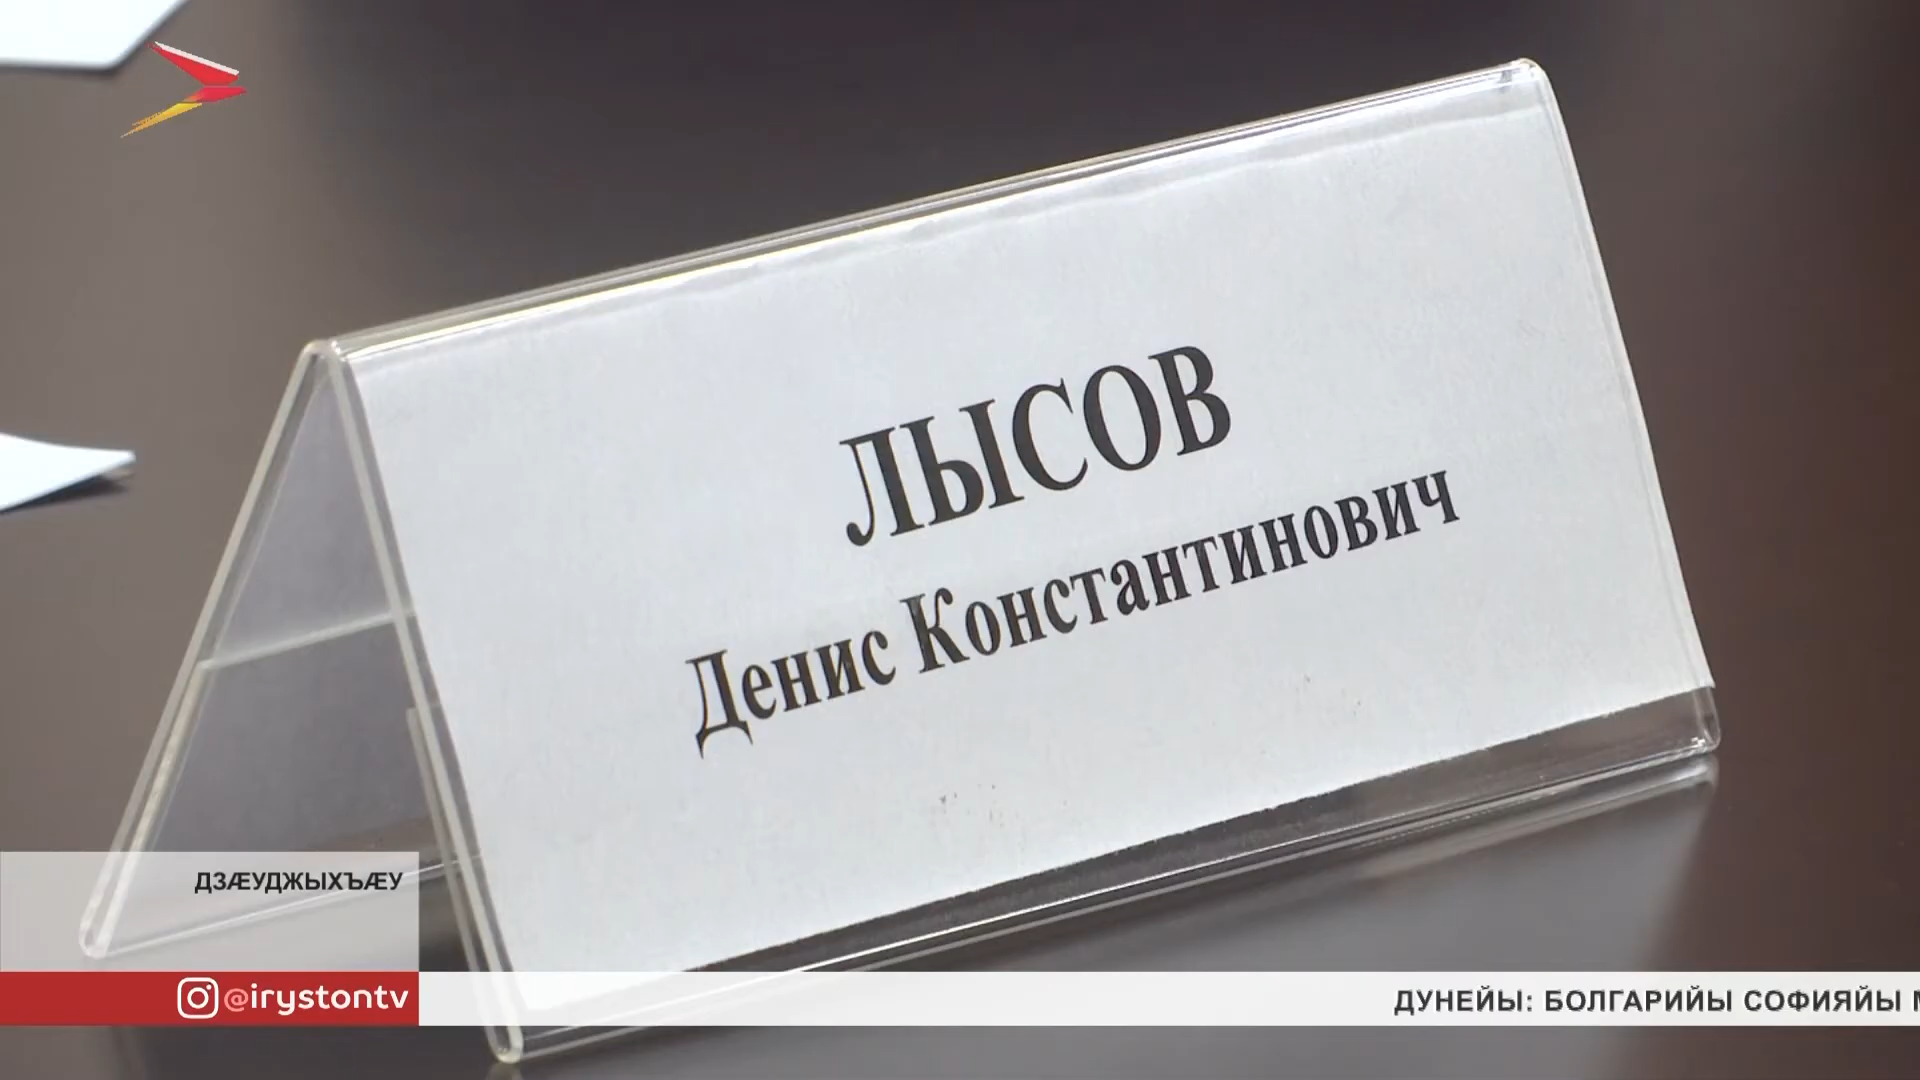 ЛЫСОВ
Денис Константинович
ДЗÆУДЖЫХЪÆУ
@irystontv
ДУНЕЙЫ: БОЛГАРИЙЫ СОФИЯЙЫ